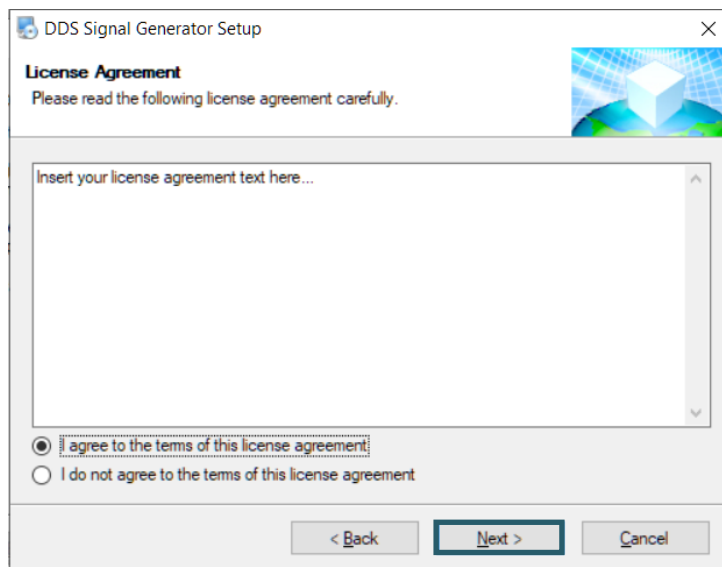 DDS Signal Generator Setup
License Agreement
Please read the following license agreement carefully.
Insert your license agreement text here...
I agree to the terms of this license agreement
I do not agree to the terms of this license agreement
< Back
Next >
Cancel